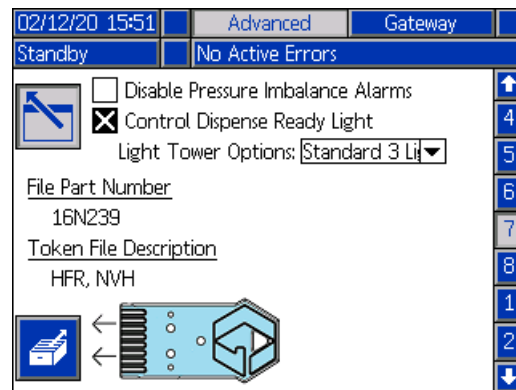 02/12/20 15:51 Advanced Gateway
Standby No Active Errors
Disable Pressure Imbalance Alarms
Control Dispense Ready Light
Light Tower Options: Standard 3 Li
File Part Number
16N239
Token File Description
HFR, NVH
4
5
6
7
8
1
2